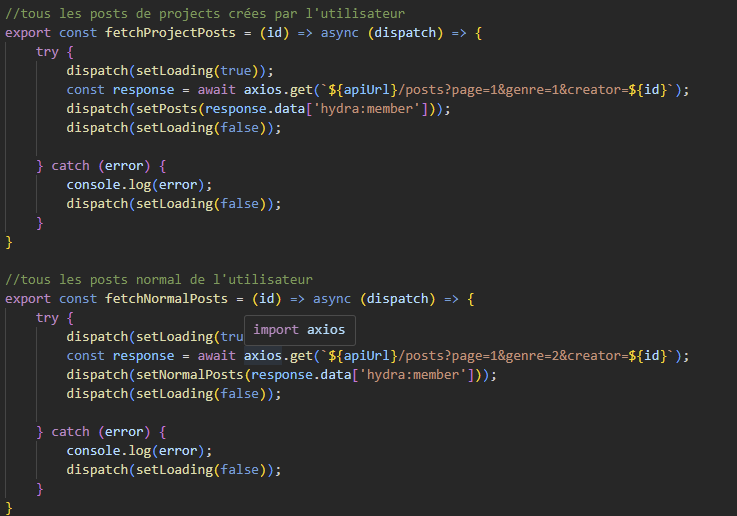 //tous les posts de projects crées par l'utilisateur
export const fetchProjectPosts = (id) => async (dispatch) => {
    try {
        dispatch(setLoading(true));
        const response = await axios.get(`${apiUrl}/posts?page=1&genre=1&creator=${id}`);
        dispatch(setPosts(response.data['hydra:member']));
        dispatch(setLoading(false));

    } catch (error) {
        console.log(error);
        dispatch(setLoading(false));
    }
}

//tous les posts normal de l'utilisateur
export const fetchNormalPosts = (id) => async (dispatch) => {
    try {
import axios
        dispatch(setLoading(tru
        const response = await axios.get(`${apiUrl}/posts?page=1&genre=2&creator=${id}`);
        dispatch(setNormalPosts(response.data['hydra:member']));
        dispatch(setLoading(false));

    } catch (error) {
        console.log(error);
        dispatch(setLoading(false));
    }
}